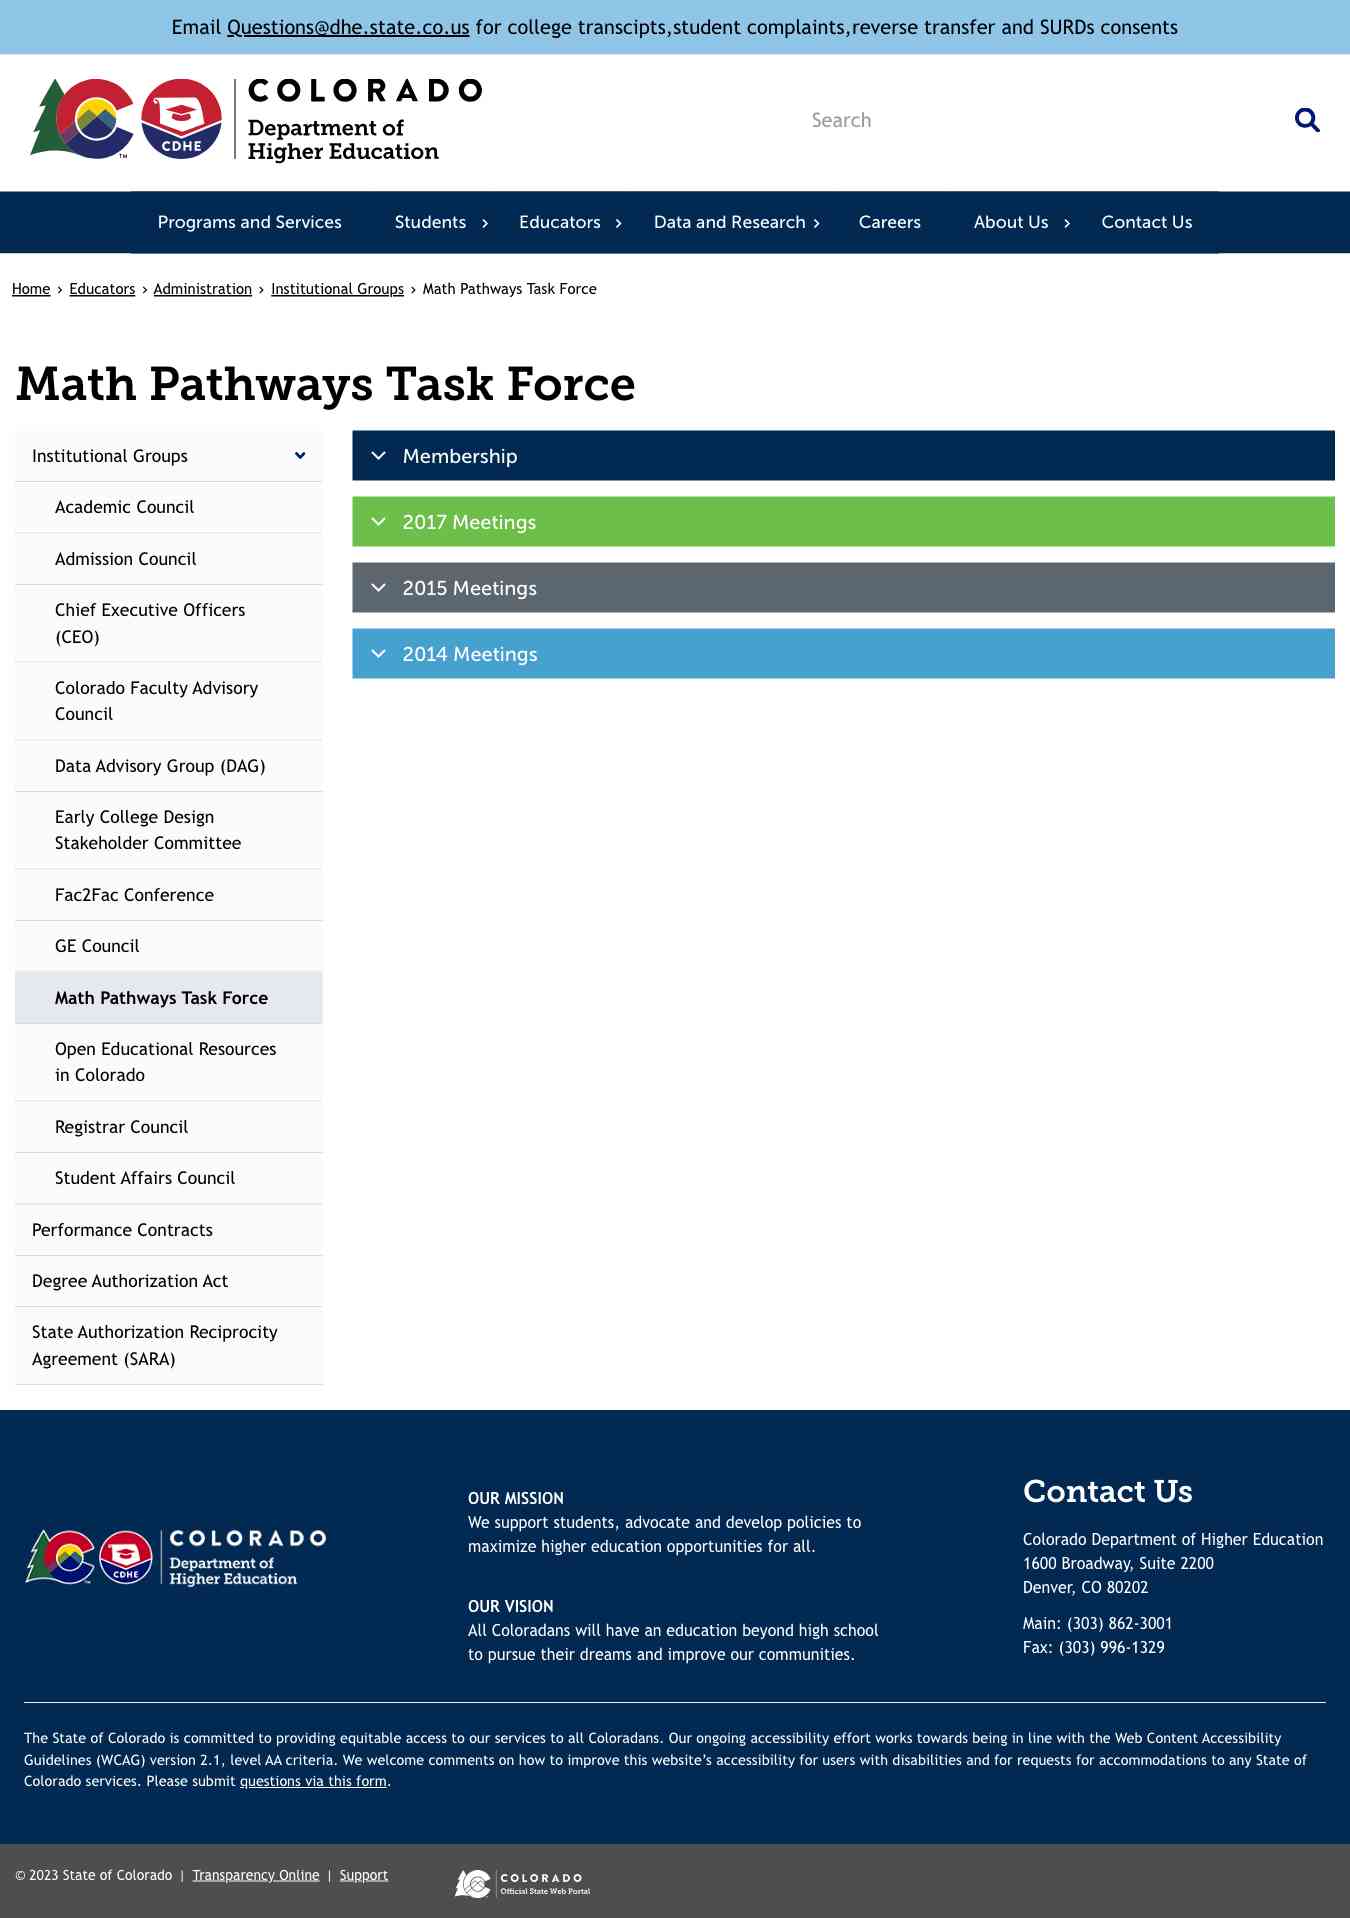 Email Questions@dhe.state.co.us for college transcipts,student complaints,reverse transfer and SURDs consents
CDHE
TM
COLORADO
Department of
Higher Education
Search
Programs and Services
Students
Educators
Data and Research
Careers
About Us
Contact Us
Home › Educators › Administration › Institutional Groups › Math Pathways Task Force
Math Pathways Task Force
Institutional Groups
Academic Council
Admission Council
Chief Executive Officers
(CEO)
Colorado Faculty Advisory
Council
Data Advisory Group (DAG)
Early College Design
Stakeholder Committee
Fac2Fac Conference
GE Council
Math Pathways Task Force
Open Educational Resources
in Colorado
Registrar Council
Student Affairs Council
Performance Contracts
Degree Authorization Act
State Authorization Reciprocity
Agreement (SARA)
Membership
2017 Meetings
2015 Meetings
2014 Meetings
CDHE
COLORADO
Department of
Higher Education
OUR MISSION
We support students, advocate and develop policies to
maximize higher education opportunities for all.
OUR VISION
All Coloradans will have an education beyond high school
to pursue their dreams and improve our communities.
Contact Us
Colorado Department of Higher Education
1600 Broadway, Suite 2200
Denver, CO 80202
Main: (303) 862-3001
Fax: (303) 996-1329
The State of Colorado is committed to providing equitable access to our services to all Coloradans. Our ongoing accessibility effort works towards being in line with the Web Content Accessibility
Guidelines (WCAG) version 2.1, level AA criteria. We welcome comments on how to improve this website’s accessibility for users with disabilities and for requests for accommodations to any State of
Colorado services. Please submit questions via this form.
© 2023 State of Colorado | Transparency Online | Support
COLORADO
Official State Web Portal